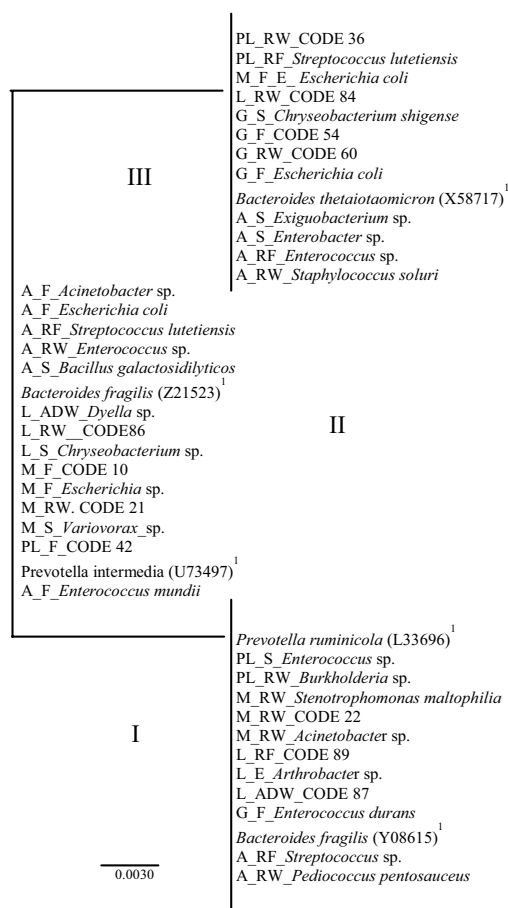 PL_RW_CODE 36
PL_RF_Streptococcus lutetiensis
M_F_E_ Escherichia coli
L_RW_CODE 84
G_S_Chryseobacterium shigense
G_F_CODE 54
G_RW_CODE 60
G_F_Escherichia coli
III
Bacteroides thetaiotaomicron (X58717)1
A_S_Exiguobacterium sp.
A_S_Enterobacter sp.
A_RF_Enterococcus sp.
A_RW_Staphylococcus soluri
A_F_Acinetobacter sp.
A_F_Escherichia coli
A_RF_Streptococcus lutetiensis
A_RW_Enterococcus sp.
A_S_Bacillus galactosidilyticos
Bacteroides fragilis (Z21523)1
L_ADW_Dyella sp.
II
L_RW__CODE86
L_S_Chryseobacterium sp.
M_F_CODE 10
M_F_Escherichia sp.
M_RW. CODE 21
M_S_Variovorax_sp.
PL_F_CODE 42
Prevotella intermedia (U73497)1
A_F_Enterococcus mundii
Prevotella ruminicola (L33696)1
PL_S_Enterococcus sp.
PL_RW_Burkholderia sp.
M_RW_Stenotrophomonas maltophilia
M_RW_CODE 22
I
M_RW_Acinetobacter sp.
L_RF_CODE 89
L_E_Arthrobacter sp.
L_ADW_CODE 87
G_F_Enterococcus durans
Bacteroides fragilis (Y08615)1
A_RF_Streptococcus sp.
A_RW_Pediococcus pentosauceus
0.0030